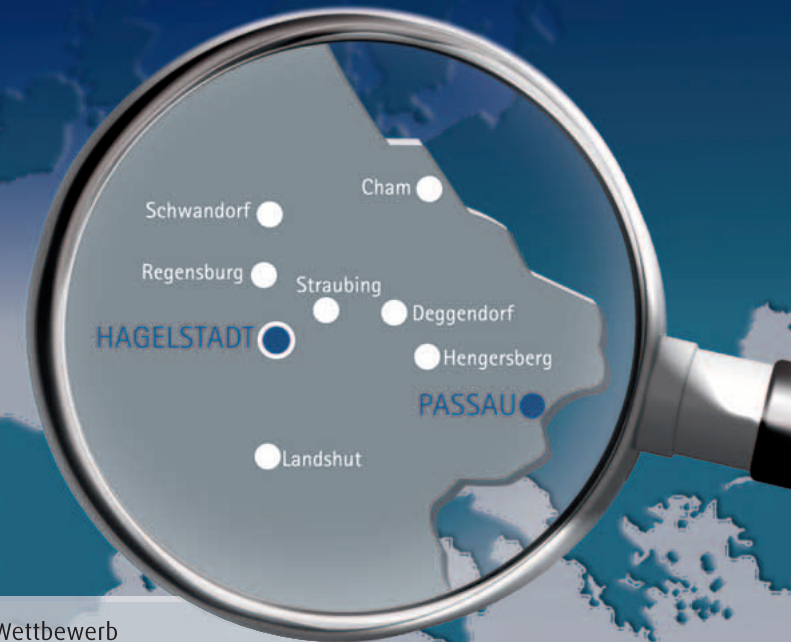 Cham
Schwandorf
Regensburg
Straubing
Deggendorf
HAGELSTADT
Hengersberg
PASSAU
Landshut
Wettbewerb